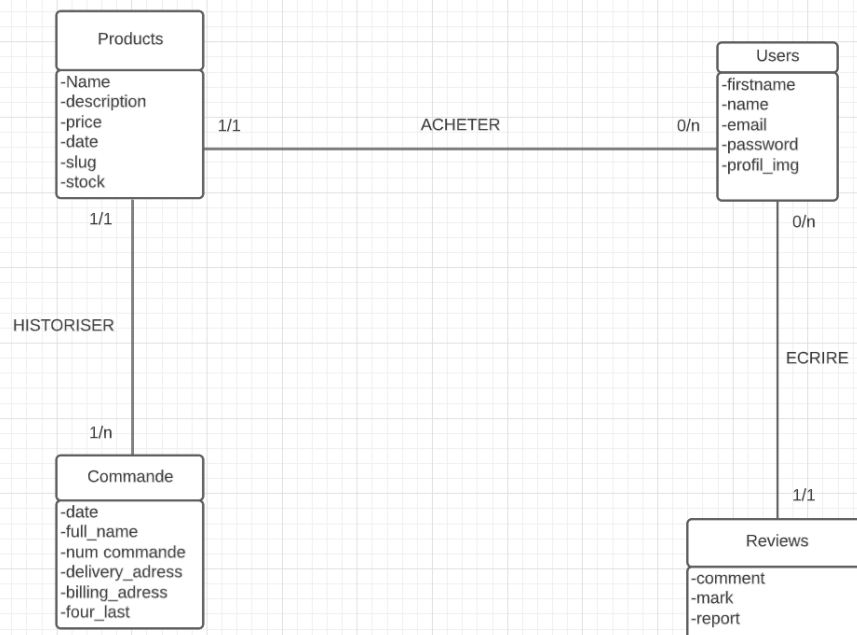 Products
-Name
-description
-price
-date
-slug
-stock
1/1
ACHETER
0/n
Users
-firstname
-name
-email
-password
-profil_img
1/1
HISTORISER
1/n
0/n
ECRIRE
1/1
Commande
-date
-full_name
-num commande
-delivery_adress
-billing_adress
-four_last
Reviews
-comment
-mark
-report